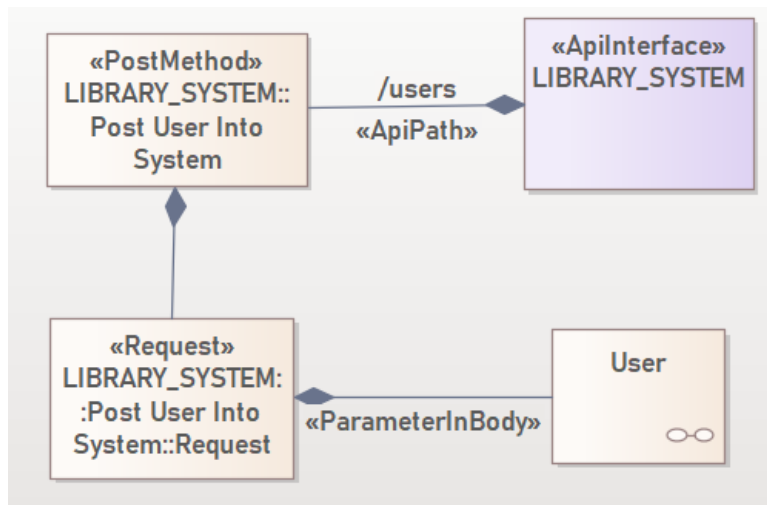 «PostMethod»
LIBRARY_SYSTEM::
Post User Into
System
/users
«ApiPath»
«ApiInterface»
LIBRARY_SYSTEM
«Request»
LIBRARY_SYSTEM:
:Post User Into
System::Request
«ParameterInBody»
User